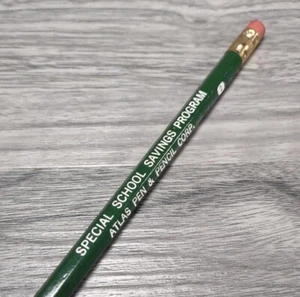 SPECIAL SCHOOL SAVINGS PROGRAM
ATLAS PEN & PENCIL CORP.